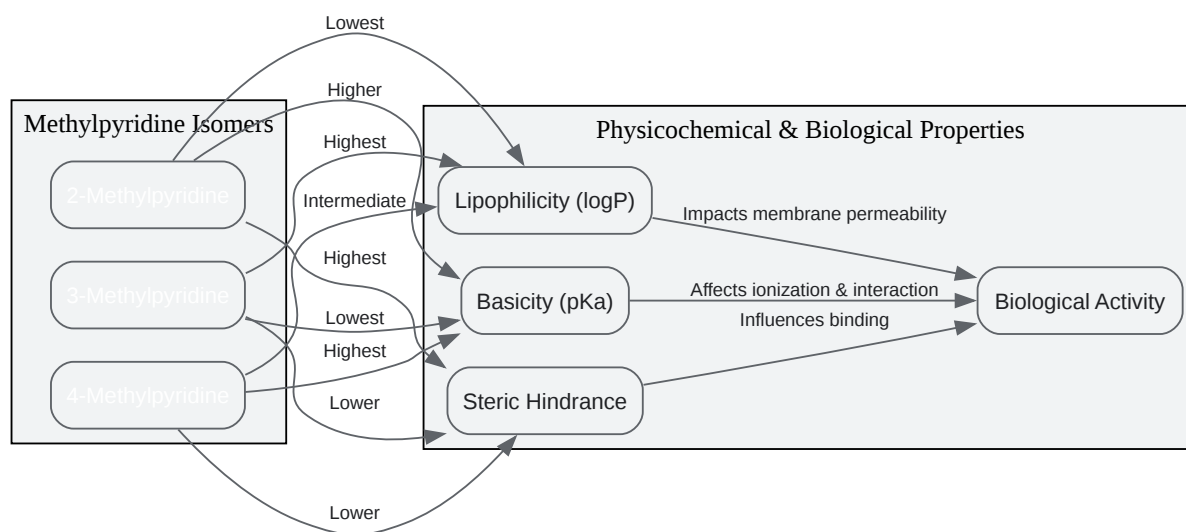 Lowest
Higher
Methylpyridine Isomers
Physicochemical & Biological Properties
Highest
2-Methylpyridine
Intermediate
Lipophilicity (logP)
Impacts membrane permeability
Highest
3-Methylpyridine
Lowest
Basicity (pKa)
Affects ionization & interaction
Biological Activity
Influences binding
Highest
4-Methylpyridine
Lower
Steric Hindrance
Lower